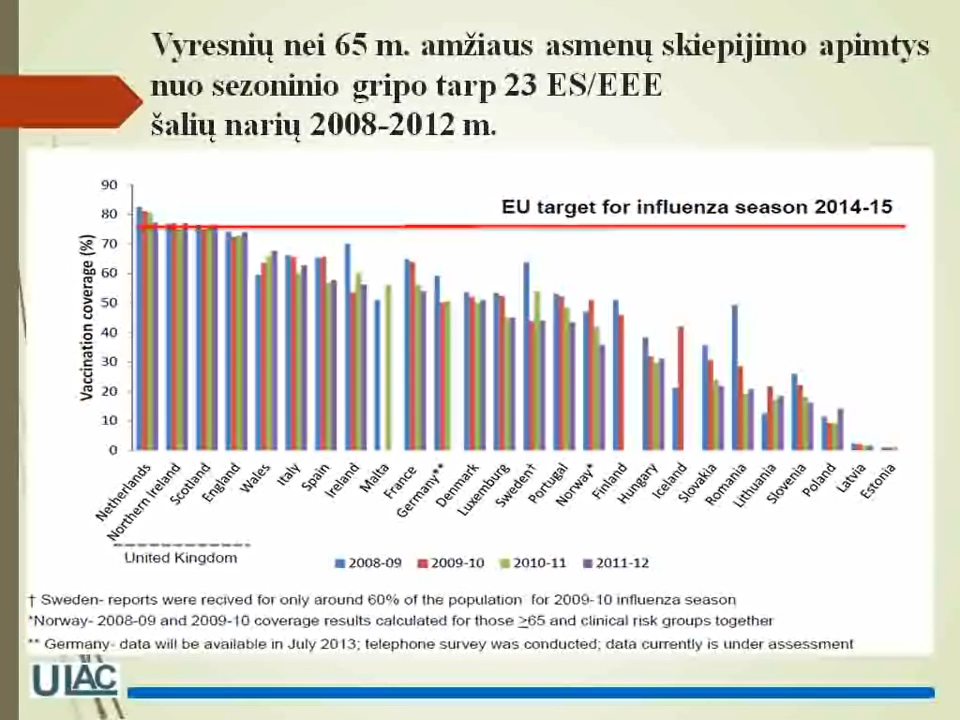 Vyresnių nei 65 m. amžiaus asmenų skiepijimo apimtys
nuo sezoninio gripo tarp 23 ES/EEE
šalių narių 2008-2012 m.
EU target for influenza season 2014-15
Vaccination coverage (%)
90
80
70
60
50
40
30
20
10
0
Netherlands
Northern Ireland
Scotland
England
Wales
Italy
Spain
Ireland
Malta
France
Germany**
Denmark
Luxemburg
Sweden†
Portugal
Norway*
Finland
Hungary
Iceland
Slovakia
Romania
Lithuania
Slovenia
Poland
Latvia
Estonia
United Kingdom
2008-09 2009-10 2010-11 2011-12
† Sweden- reports were recived for only around 60% of the population for 2009-10 influenza season
*Norway- 2008-09 and 2009-10 coverage results calculated for those ≥65 and clinical risk groups together
** Germany- data will be available in July 2013; telephone survey was conducted; data currently is under assessment
ULAC